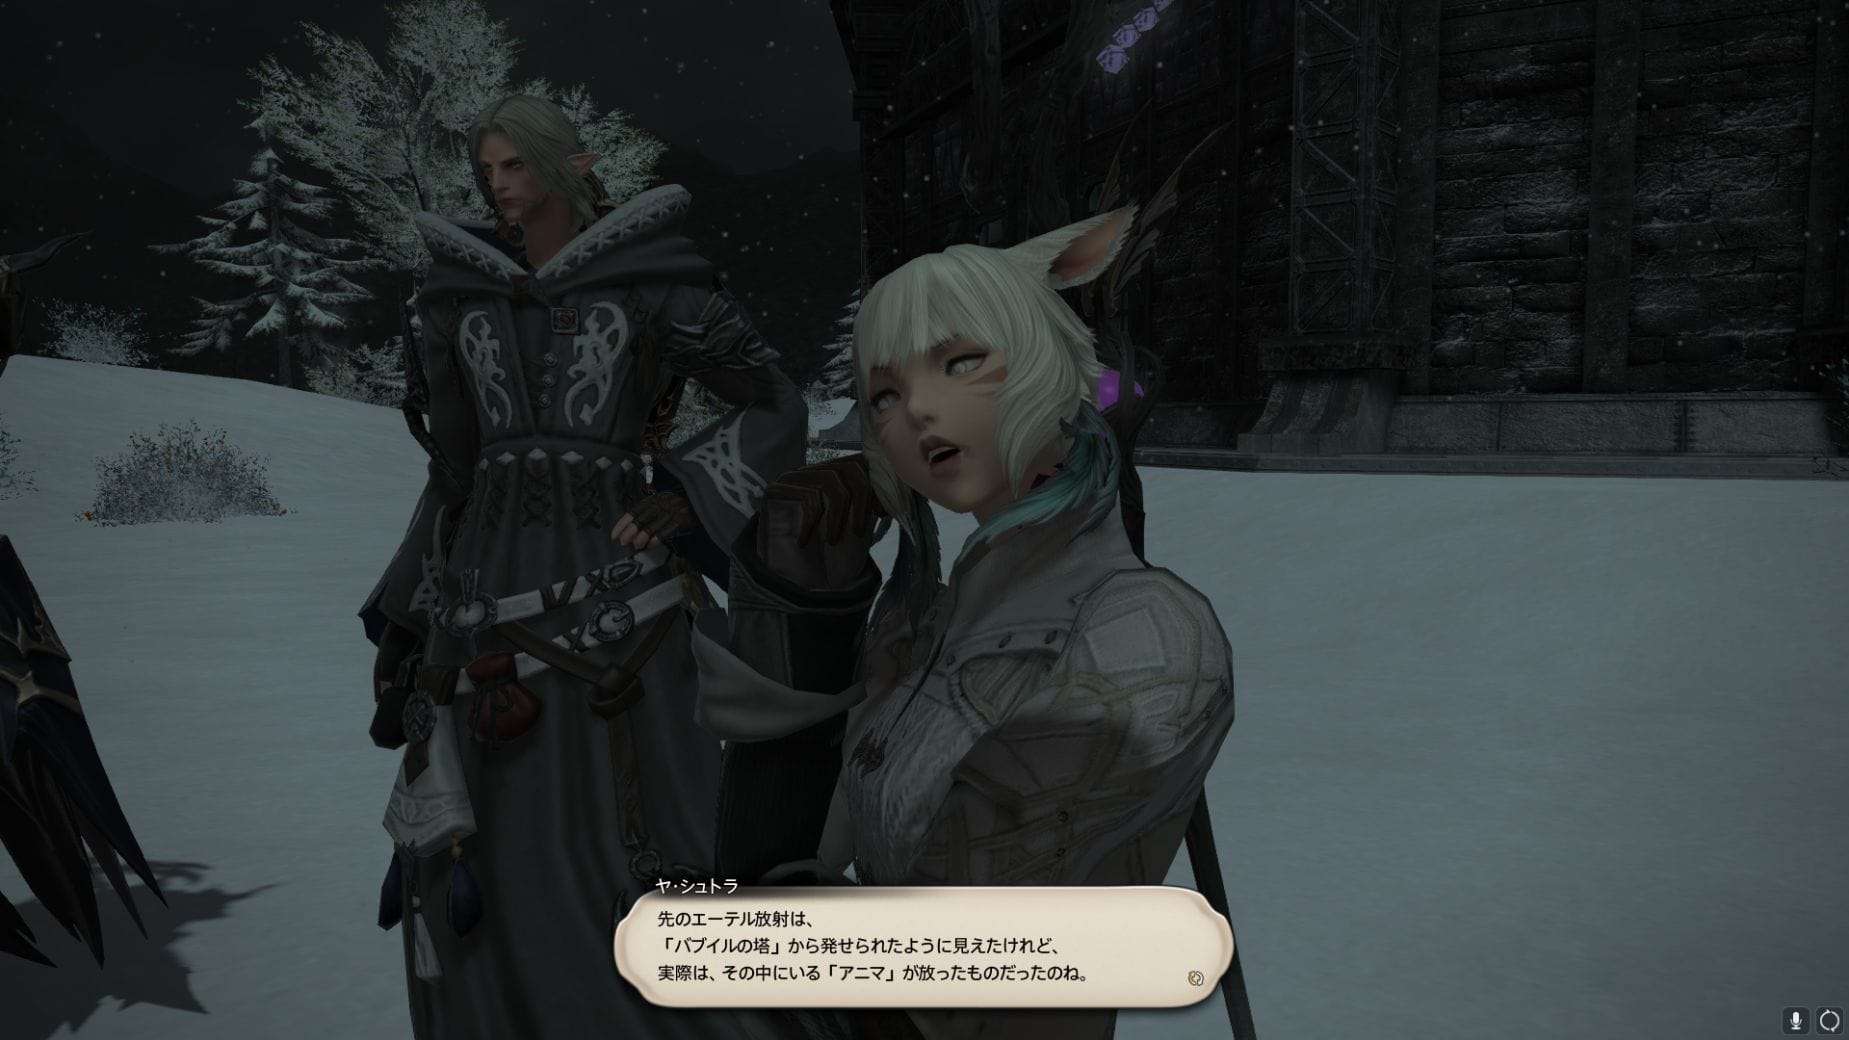 ヤ・シュトラ
先のエーテル放射は、
「バブイルの塔」から発せられたように見えたけれど、
実際は、その中にいる「アニマ」が放ったものだったのね。